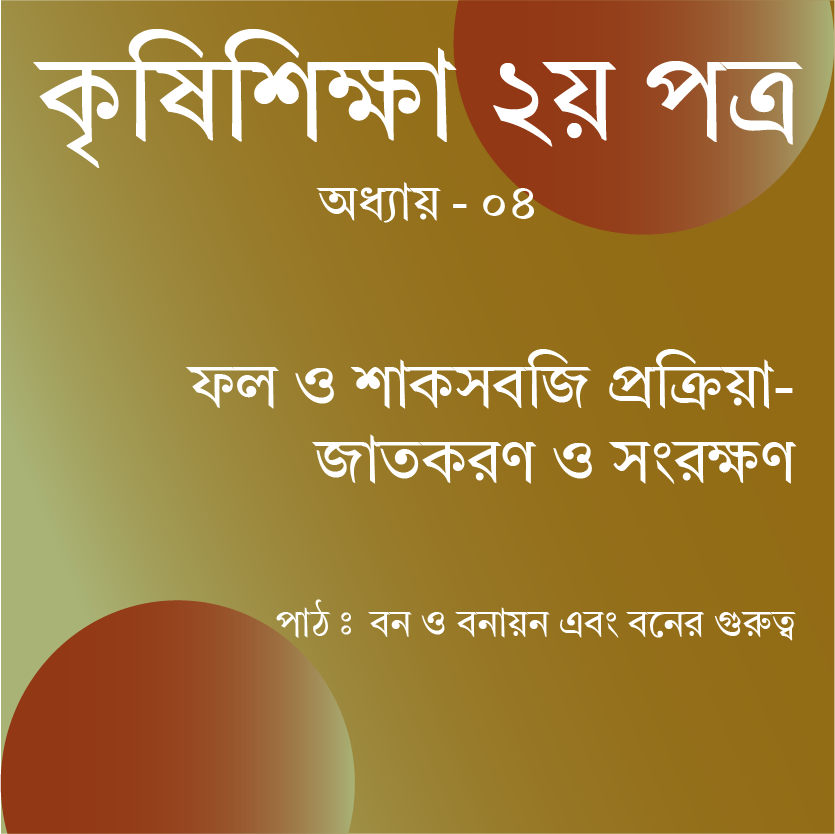 কৃষিশিক্ষা ২য় পত্র
অধ্যায় - ০৪
ফল ও শাকসবজি প্রক্রিয়া-
জাতকরণ ও সংরক্ষণ
পাঠ ঃ বন ও বনায়ন এবং বনের গুরুত্ব